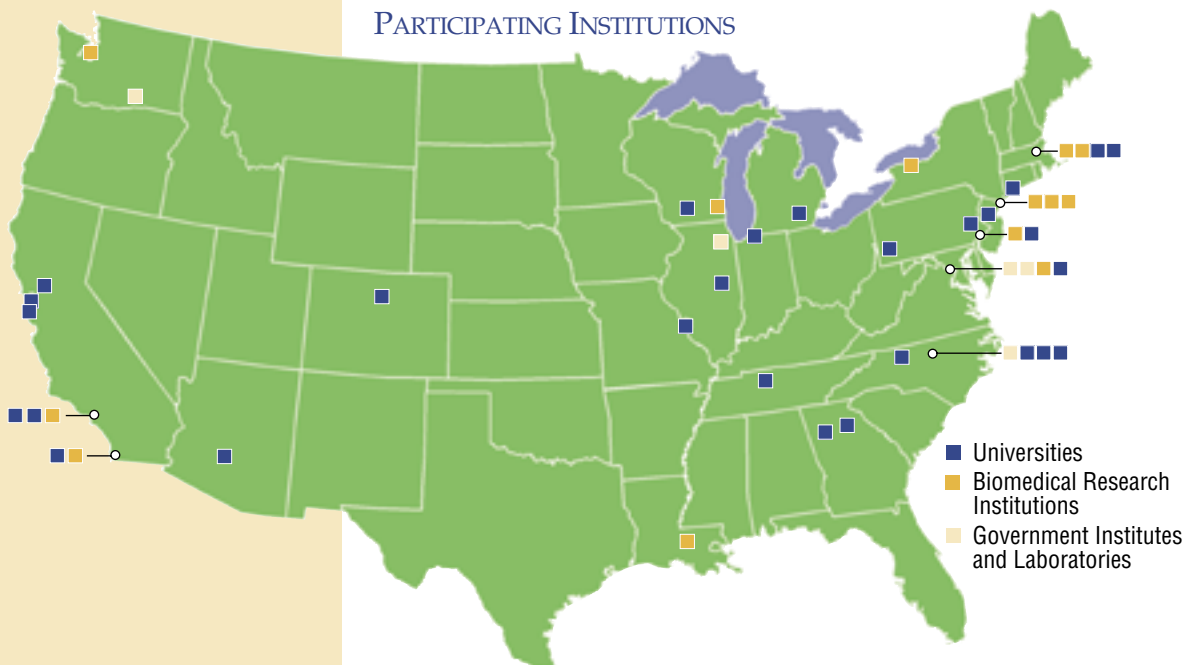 PARTICIPATING INSTITUTIONS
Universities
Biomedical Research
Institutions
Government Institutes
and Laboratories